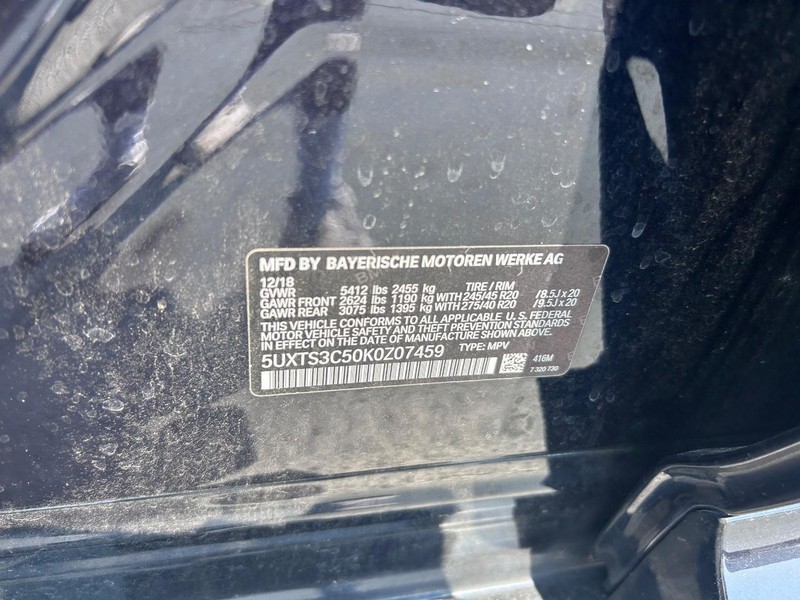 MFD BY BAYERISCHE MOTOREN WERKE AG
12/18
GVWR 5412 lbs 2455 kg TIRE / RIM
GAWR FRONT 2624 lbs 1190 kg WITH 245/45 R20 /8.5J x 20
GAWR REAR 3075 lbs 1395 kg WITH 275/40 R20 /9.5J x 20
THIS VEHICLE CONFORMS TO ALL APPLICABLE U.S. FEDERAL
MOTOR VEHICLE SAFETY AND THEFT PREVENTION STANDARDS
IN EFFECT ON THE DATE OF MANUFACTURE SHOWN ABOVE.
5UXTS3C50K0Z07459 TYPE: MPV
416M
7 320 730